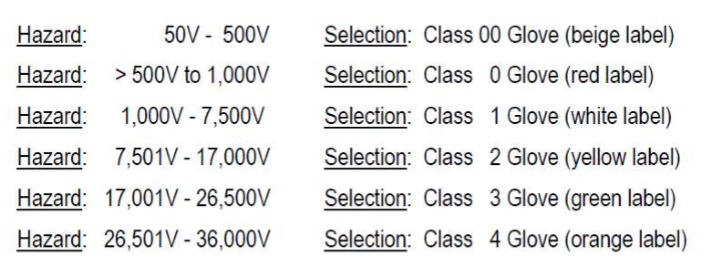 Hazard: 50V - 500V Selection: Class 00 Glove (beige label)
Hazard: > 500V to 1,000V Selection: Class 0 Glove (red label)
Hazard: 1,000V - 7,500V Selection: Class 1 Glove (white label)
Hazard: 7,501V - 17,000V Selection: Class 2 Glove (yellow label)
Hazard: 17,001V - 26,500V Selection: Class 3 Glove (green label)
Hazard: 26,501V - 36,000V Selection: Class 4 Glove (orange label)